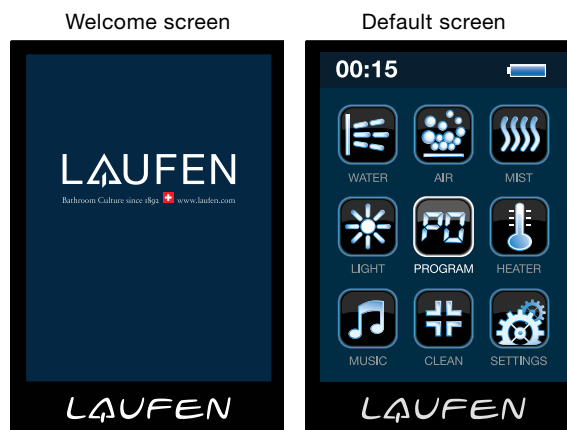 Welcome screen
Default screen
LAUFEN
Bathroom Culture since 1892 www.laufen.com
LAUFEN
00:15
WATER AIR MIST
LIGHT P0 PROGRAM HEATER
MUSIC CLEAN SETTINGS
LAUFEN